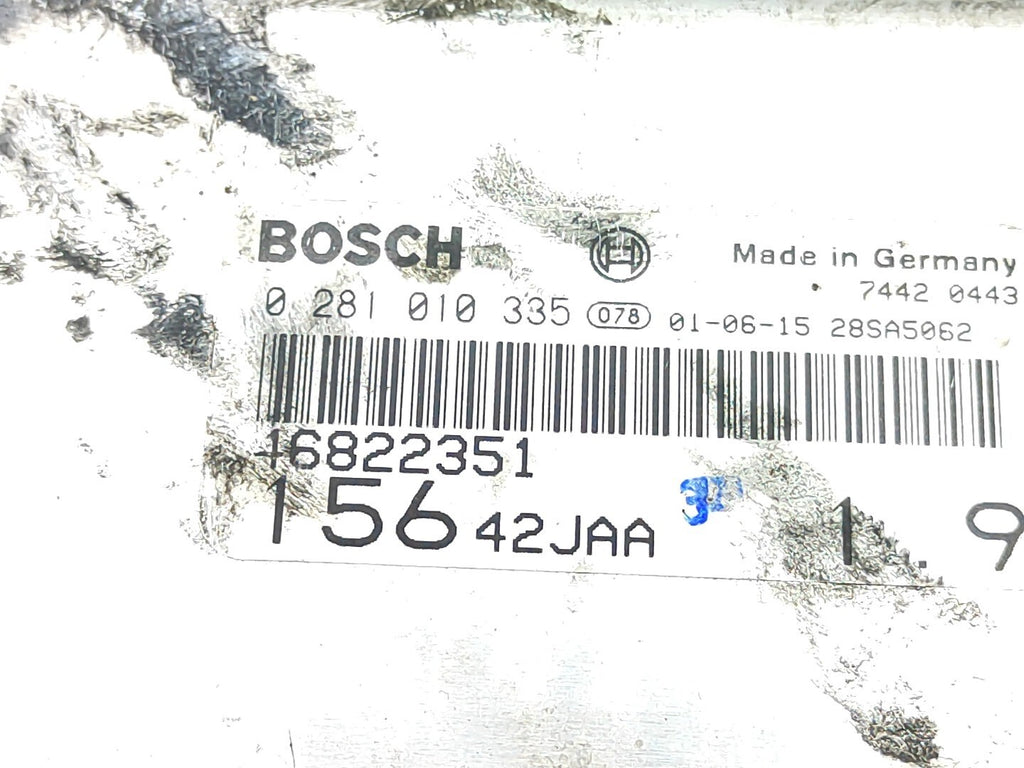 BOSCH Made in Germany
7442 0443
0 281 010 335 078 01-06-15 28SA5062
46822351
156 42JAA 1.9